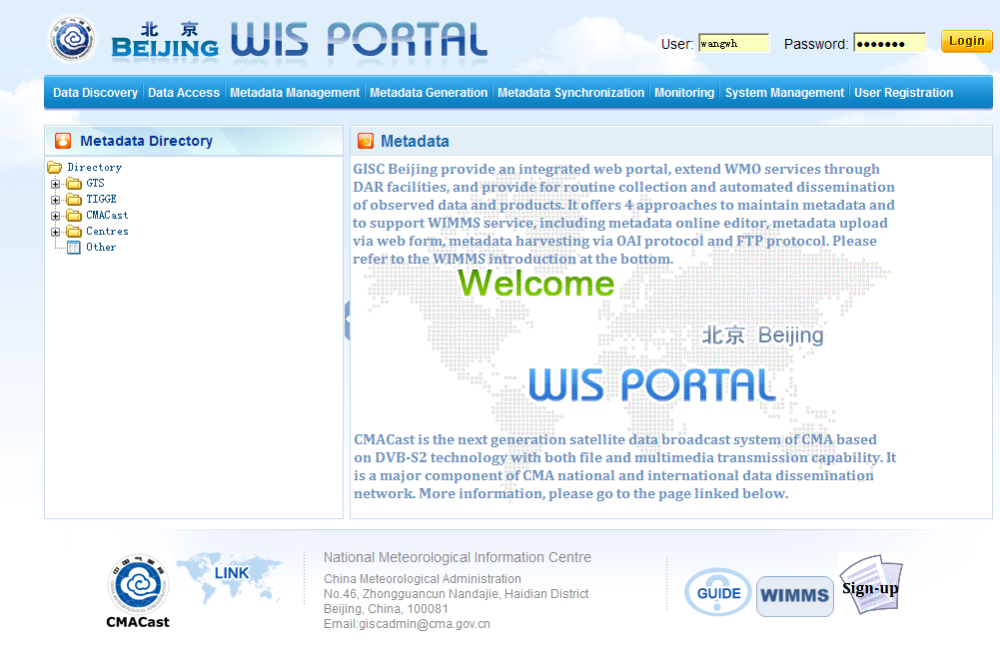 北 京
BEIJING WIS PORTAL
User: wangwh Password: ●●●●●●● Login
Data Discovery Data Access Metadata Management Metadata Generation Metadata Synchronization Monitoring System Management User Registration
Metadata Directory
Directory
GTS
TIGGE
CMACast
Centres
Other
Metadata
GISC Beijing provide an integrated web portal, extend WMO services through
DAR facilities, and provide for routine collection and automated dissemination
of observed data and products. It offers 4 approaches to maintain metadata and
to support WIMMS service, including metadata online editor, metadata upload
via web form, metadata harvesting via OAI protocol and FTP protocol. Please
refer to the WIMMS introduction at the bottom.
Welcome
北京 Beijing
WIS PORTAL
CMACast is the next generation satellite data broadcast system of CMA based
on DVB-S2 technology with both file and multimedia transmission capability. It
is a major component of CMA national and international data dissemination
network. More information, please go to the page linked below.
CMACast
LINK
National Meteorological Information Centre
China Meteorological Administration
No.46, Zhongguancun Nandajie, Haidian District
Beijing, China, 100081
Email:giscadmin@cma.gov.cn
GUIDE
WIMMS
Sign-up